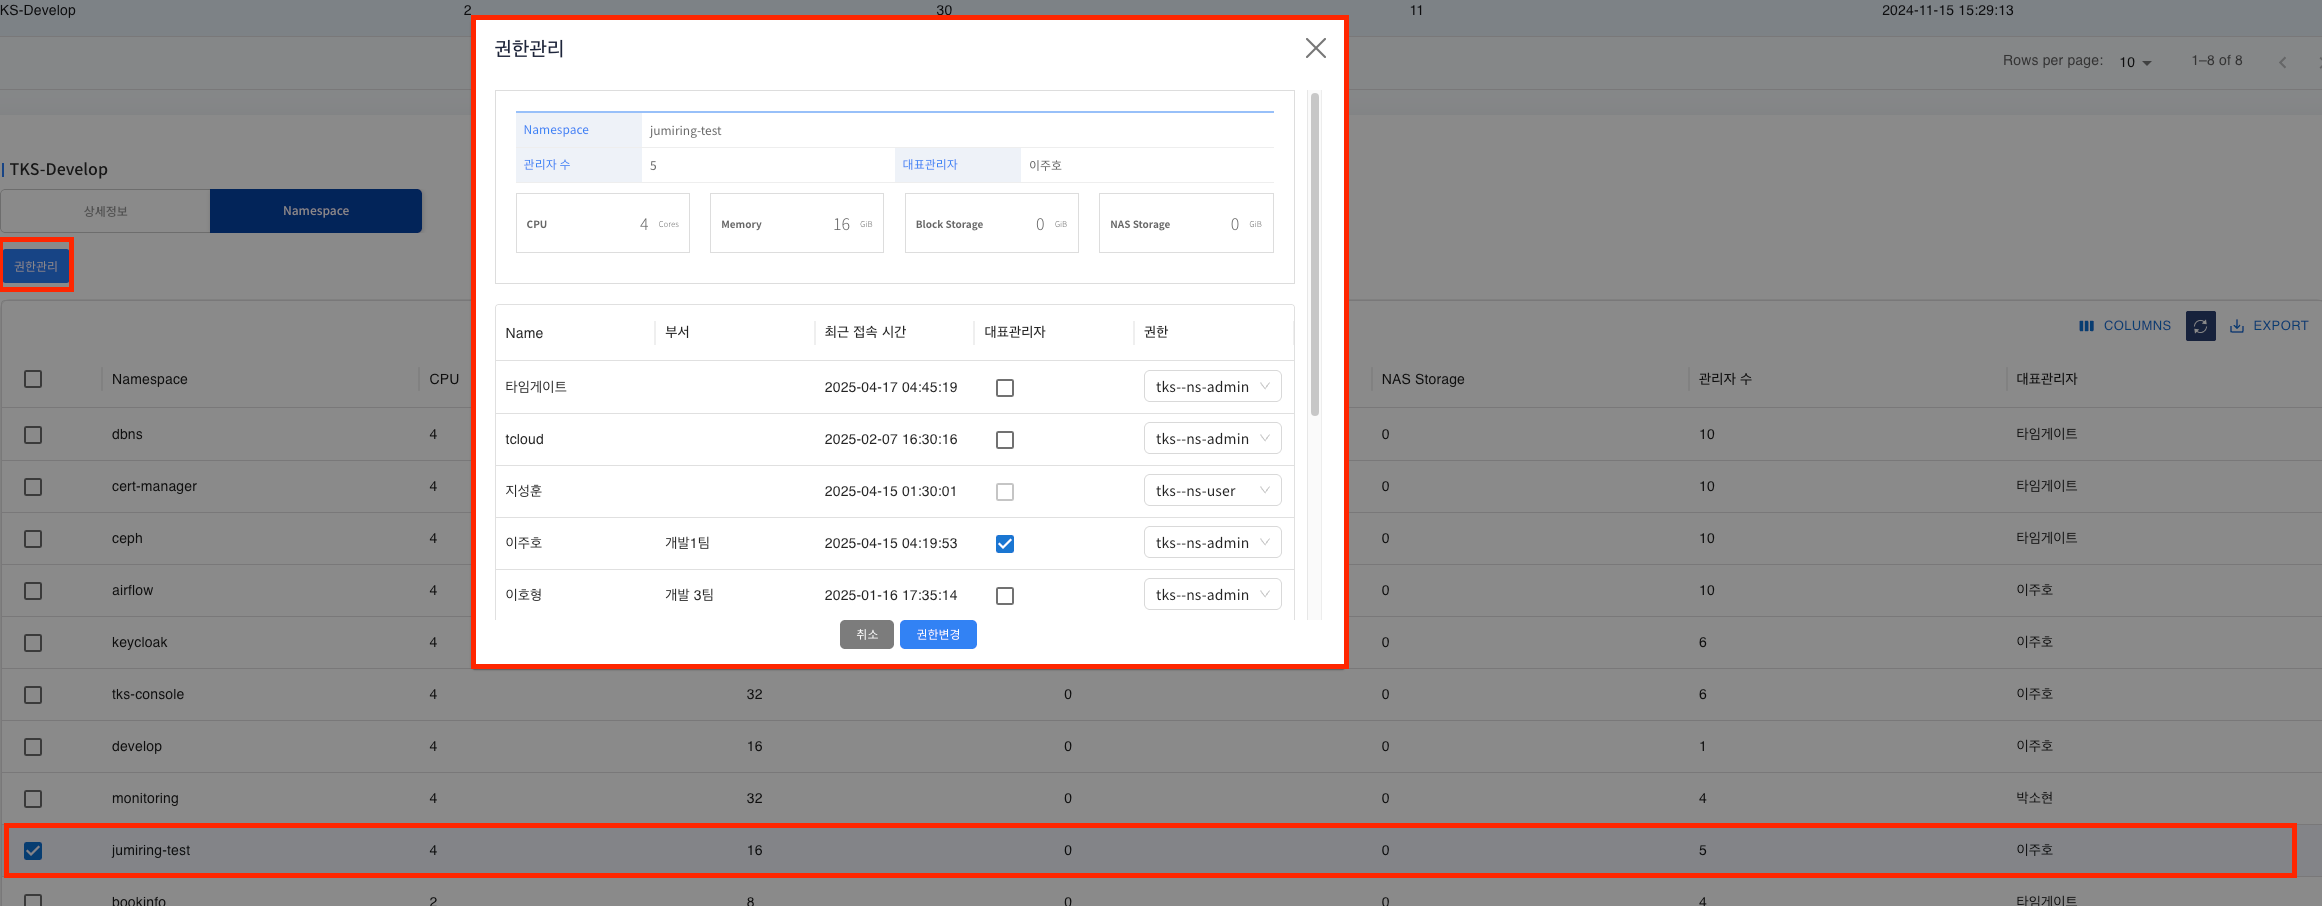 KS-Develop 2 30 11 2024-11-15 15:29:13
Rows per page: 10 1–8 of 8
TKS-Develop
상세정보 Namespace
권한관리
COLUMNS EXPORT
Namespace CPU NAS Storage 관리자 수 대표관리자
dbns 4 0 10 타임게이트
cert-manager 4 0 10 타임게이트
ceph 4 0 10 타임게이트
airflow 4 0 10 이주호
keycloak 4 0 6 이주호
tks-console 4 32 0 0 6 이주호
develop 4 16 0 0 1 이주호
monitoring 4 32 0 0 4 박소현
jumiring-test 4 16 0 0 5 이주호
bookinfo 2 8 0 0 4 타임게이트
권한관리
Namespace jumiring-test
관리자 수 5 대표관리자 이주호
CPU 4 Cores Memory 16 GiB Block Storage 0 GiB NAS Storage 0 GiB
Name 부서 최근 접속 시간 대표관리자 권한
타임게이트 2025-04-17 04:45:19 tks--ns-admin
tcloud 2025-02-07 16:30:16 tks--ns-admin
지성훈 2025-04-15 01:30:01 tks--ns-user
이주호 개발1팀 2025-04-15 04:19:53 tks--ns-admin
이호형 개발 3팀 2025-01-16 17:35:14 tks--ns-admin
취소 권한변경